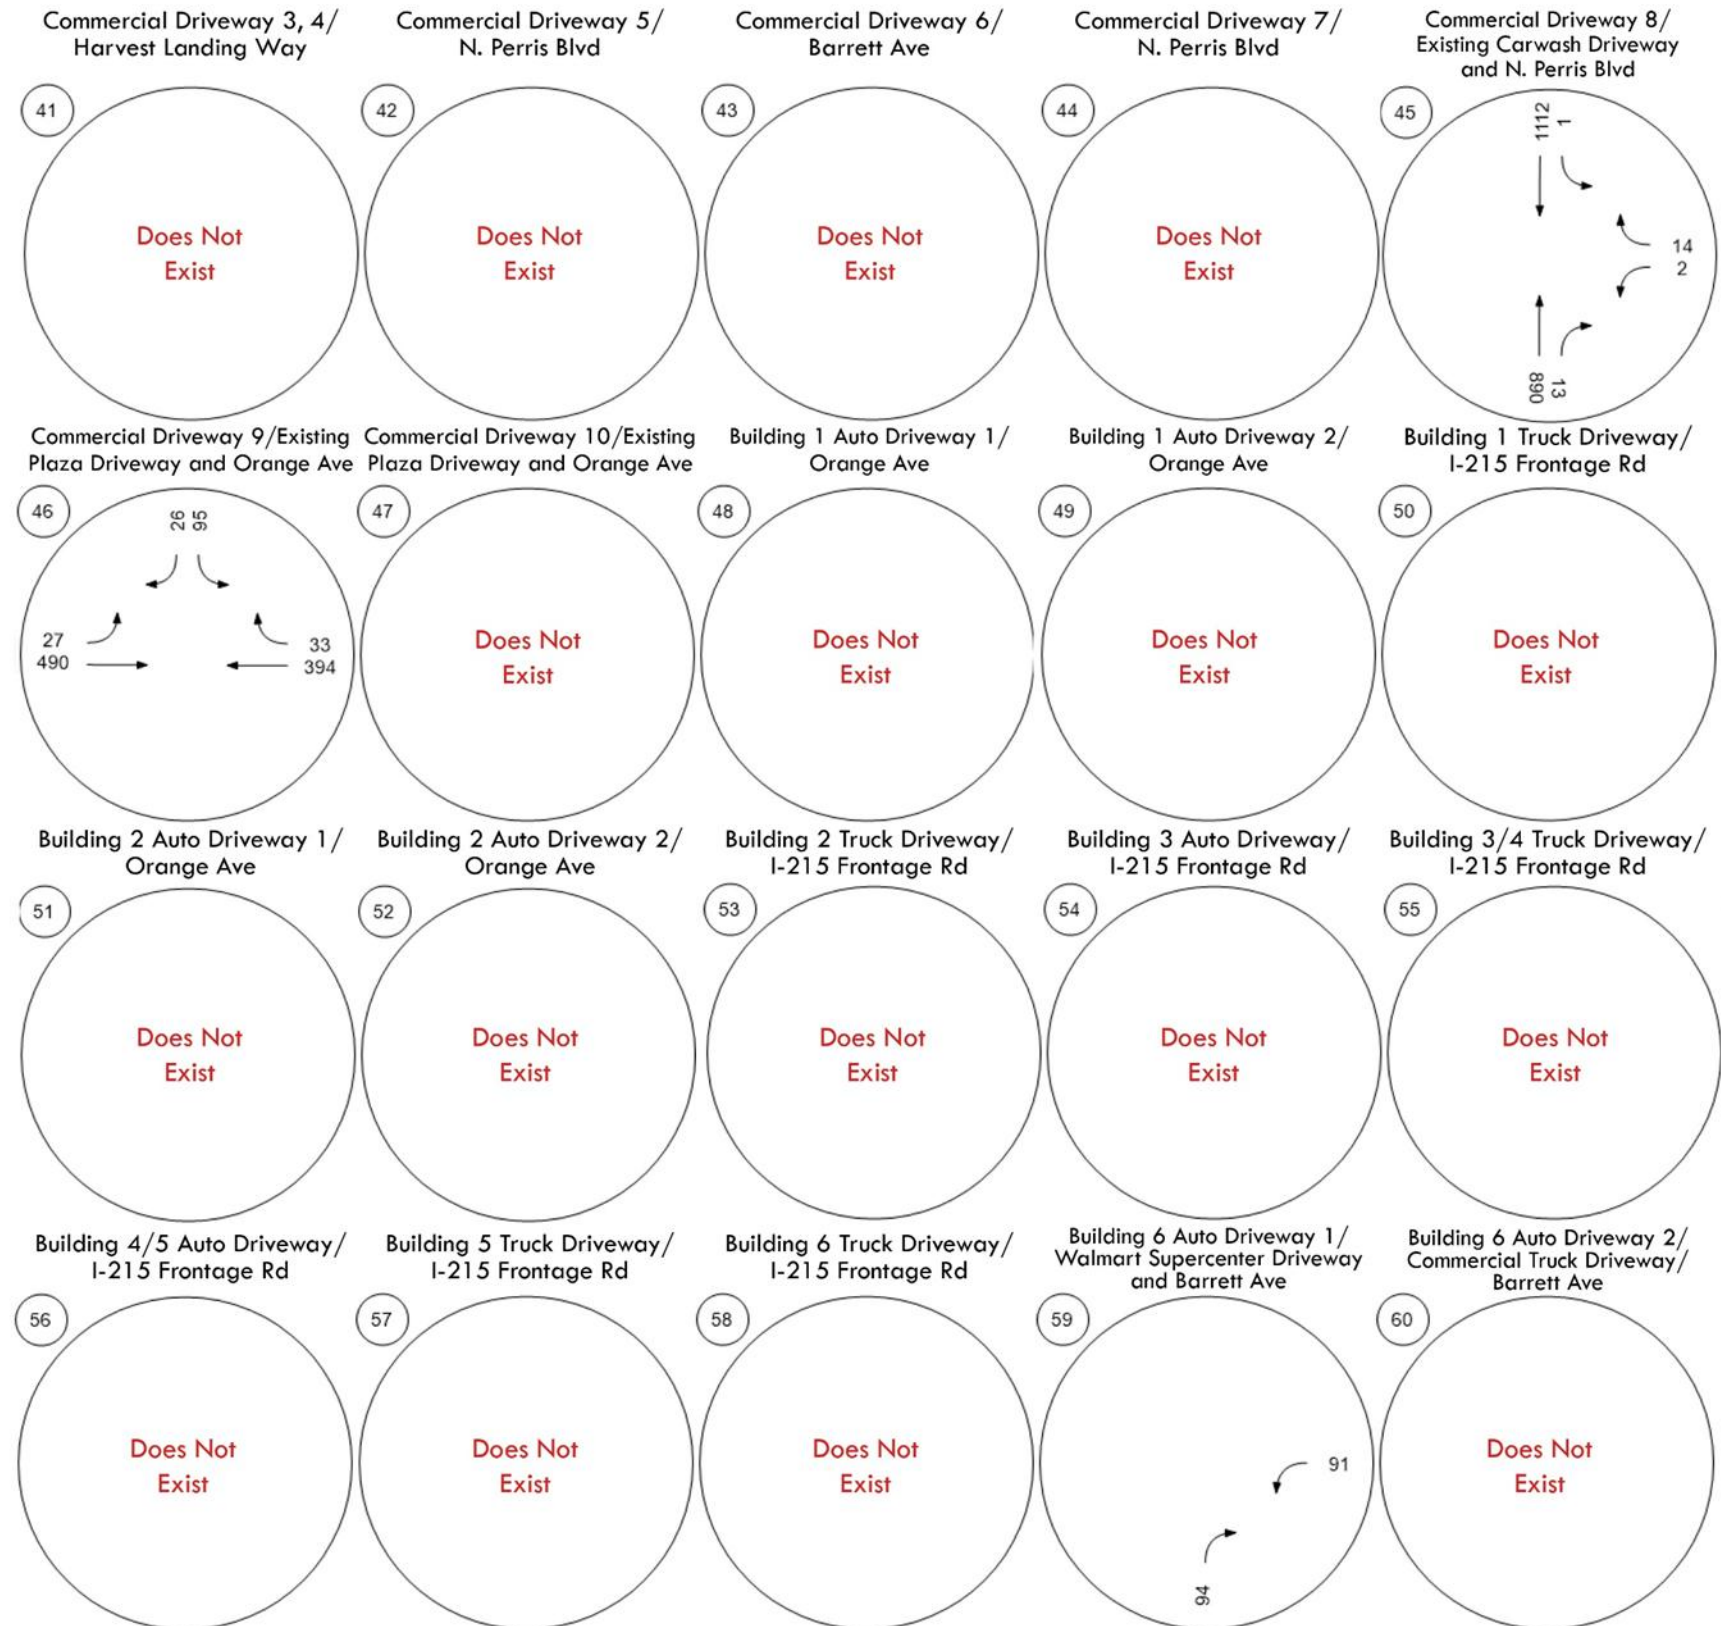 Commercial Driveway 3, 4/
Harvest Landing Way
41
Does Not
Exist
Commercial Driveway 5/
N. Perris Blvd
42
Does Not
Exist
Commercial Driveway 6/
Barrett Ave
43
Does Not
Exist
Commercial Driveway 7/
N. Perris Blvd
44
Does Not
Exist
Commercial Driveway 8/
Existing Carwash Driveway
and N. Perris Blvd
45
1112
1
14
2
890
13
Commercial Driveway 9/Existing
Plaza Driveway and Orange Ave
46
26
95
27
490
33
394
Commercial Driveway 10/Existing
Plaza Driveway and Orange Ave
47
Does Not
Exist
Building 1 Auto Driveway 1/
Orange Ave
48
Does Not
Exist
Building 1 Auto Driveway 2/
Orange Ave
49
Does Not
Exist
Building 1 Truck Driveway/
I-215 Frontage Rd
50
Does Not
Exist
Building 2 Auto Driveway 1/
Orange Ave
51
Does Not
Exist
Building 2 Auto Driveway 2/
Orange Ave
52
Does Not
Exist
Building 2 Truck Driveway/
I-215 Frontage Rd
53
Does Not
Exist
Building 3 Auto Driveway/
I-215 Frontage Rd
54
Does Not
Exist
Building 3/4 Truck Driveway/
I-215 Frontage Rd
55
Does Not
Exist
Building 4/5 Auto Driveway/
I-215 Frontage Rd
56
Does Not
Exist
Building 5 Truck Driveway/
I-215 Frontage Rd
57
Does Not
Exist
Building 6 Truck Driveway/
I-215 Frontage Rd
58
Does Not
Exist
Building 6 Auto Driveway 1/
Walmart Supercenter Driveway
and Barrett Ave
59
91
94
Building 6 Auto Driveway 2/
Commercial Truck Driveway/
Barrett Ave
60
Does Not
Exist